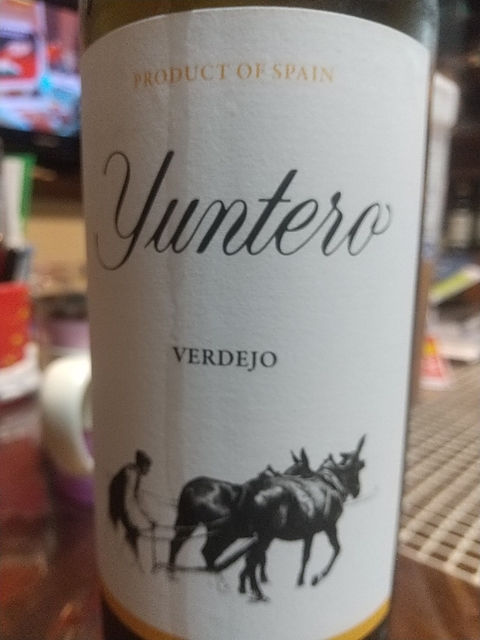 PRODUCT OF SPAIN
Yuntero
VERDEJO